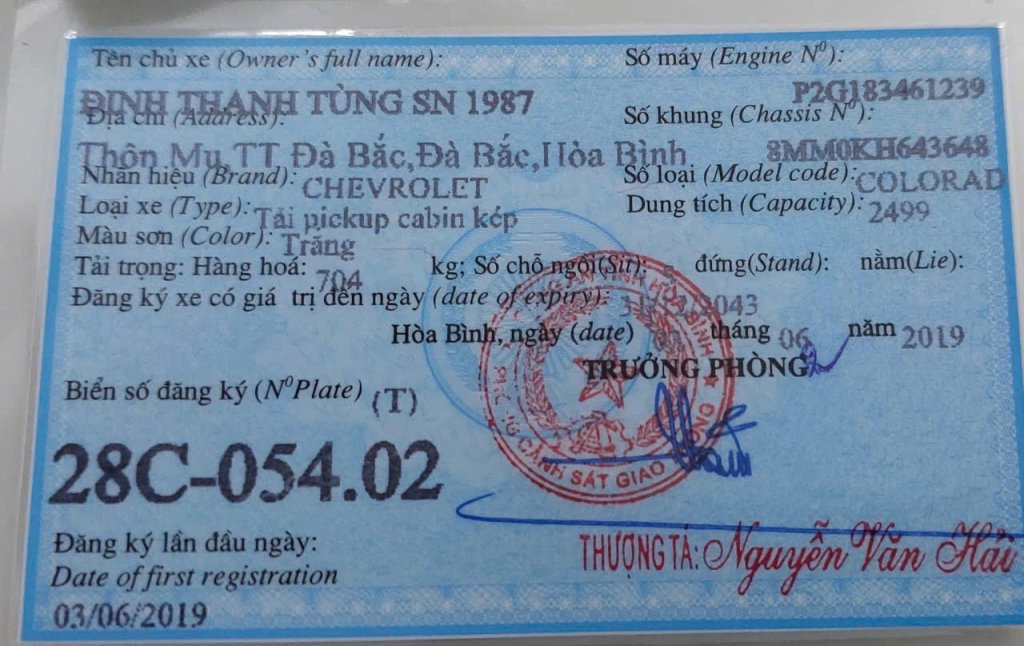 Tên chủ xe (Owner's full name):
Số máy (Engine N⁰):
ĐINH THANH TÙNG SN 1987
P2G183461239
Địa chỉ (Address):
Số khung (Chassis N⁰):
Thôn Mu,TT Đà Bắc,Đà Bắc,Hòa Bình
8MM0KH643648
Nhãn hiệu (Brand): CHEVROLET
Số loại (Model code): COLORAD
Loại xe (Type): Tải pickup cabin kép
Dung tích (Capacity): 2499
Màu sơn (Color): Trắng
Tải trọng: Hàng hoá: 704 kg; Số chỗ ngồi(Sit): đứng(Stand): nằm(Lie):
Đăng ký xe có giá trị đến ngày (date of expiry): 31/12/2043
Hòa Bình, ngày (date) tháng 06 năm 2019
TRƯỞNG PHÒNG
Biển số đăng ký (N⁰Plate) (T)
28C-054.02
CẢNH SÁT GIAO THÔNG
Đăng ký lần đầu ngày:
Date of first registration
03/06/2019
THƯỢNG TÁ: Nguyễn Văn Hải